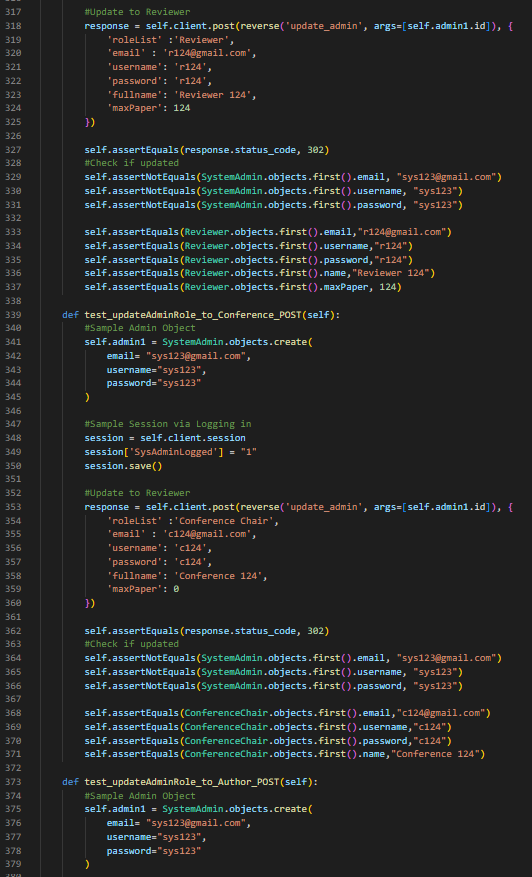 317 #Update to Reviewer
318 response = self.client.post(reverse('update_admin', args=[self.admin1.id]), {
319 'roleList' :'Reviewer',
320 'email' : 'r124@gmail.com',
321 'username': 'r124',
322 'password': 'r124',
323 'fullname': 'Reviewer 124',
324 'maxPaper': 124
325 })
326
327 self.assertEquals(response.status_code, 302)
328 #Check if updated
329 self.assertNotEquals(SystemAdmin.objects.first().email, "sys123@gmail.com")
330 self.assertNotEquals(SystemAdmin.objects.first().username, "sys123")
331 self.assertNotEquals(SystemAdmin.objects.first().password, "sys123")
332
333 self.assertEquals(Reviewer.objects.first().email,"r124@gmail.com")
334 self.assertEquals(Reviewer.objects.first().username,"r124")
335 self.assertEquals(Reviewer.objects.first().password,"r124")
336 self.assertEquals(Reviewer.objects.first().name,"Reviewer 124")
337 self.assertEquals(Reviewer.objects.first().maxPaper, 124)
338
339 def test_updateAdminRole_to_Conference_POST(self):
340 #Sample Admin Object
341 self.admin1 = SystemAdmin.objects.create(
342 email= "sys123@gmail.com",
343 username="sys123",
344 password="sys123"
345 )
346
347 #Sample Session via Logging in
348 session = self.client.session
349 session['SysAdminLogged'] = "1"
350 session.save()
351
352 #Update to Reviewer
353 response = self.client.post(reverse('update_admin', args=[self.admin1.id]), {
354 'roleList' :'Conference Chair',
355 'email' : 'c124@gmail.com',
356 'username': 'c124',
357 'password': 'c124',
358 'fullname': 'Conference 124',
359 'maxPaper': 0
360 })
361
362 self.assertEquals(response.status_code, 302)
363 #Check if updated
364 self.assertNotEquals(SystemAdmin.objects.first().email, "sys123@gmail.com")
365 self.assertNotEquals(SystemAdmin.objects.first().username, "sys123")
366 self.assertNotEquals(SystemAdmin.objects.first().password, "sys123")
367
368 self.assertEquals(ConferenceChair.objects.first().email,"c124@gmail.com")
369 self.assertEquals(ConferenceChair.objects.first().username,"c124")
370 self.assertEquals(ConferenceChair.objects.first().password,"c124")
371 self.assertEquals(ConferenceChair.objects.first().name,"Conference 124")
372
373 def test_updateAdminRole_to_Author_POST(self):
374 #Sample Admin Object
375 self.admin1 = SystemAdmin.objects.create(
376 email= "sys123@gmail.com",
377 username="sys123",
378 password="sys123"
379 )